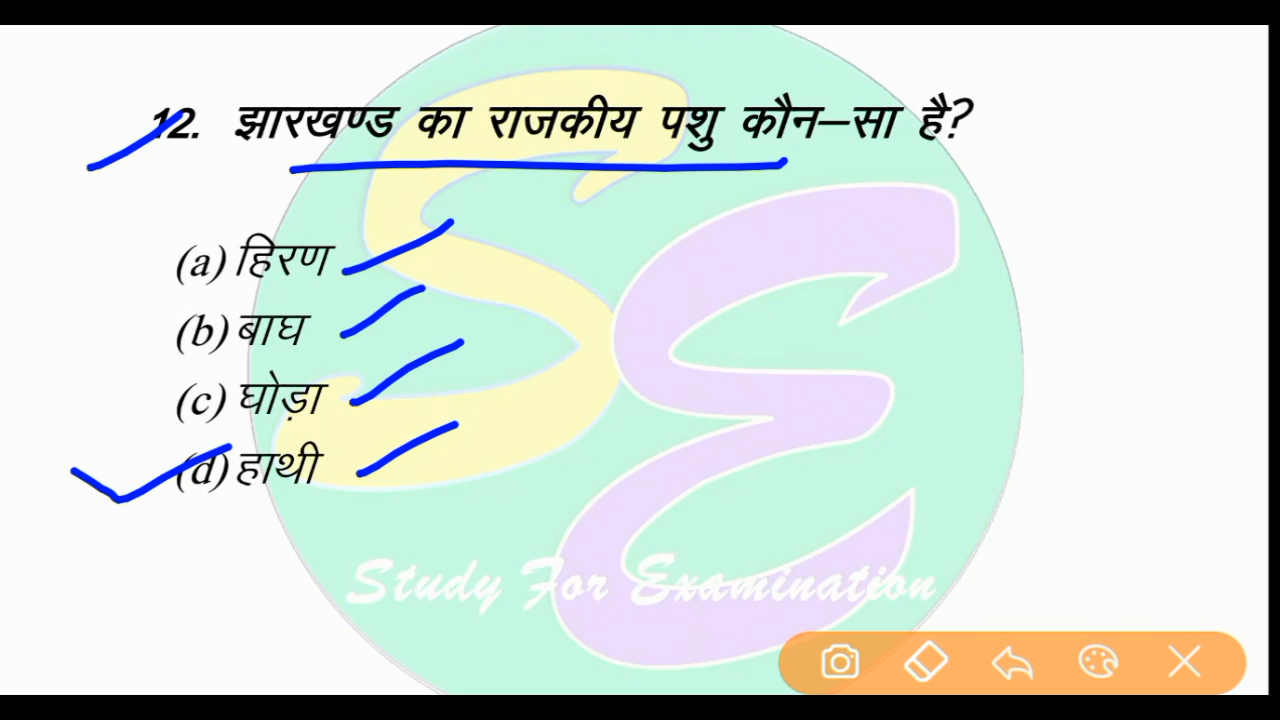 12. झारखण्ड का राजकीय पशु कौन–सा है?
(a) हिरण
(b) बाघ
(c) घोड़ा
(d) हाथी
Study For Examination